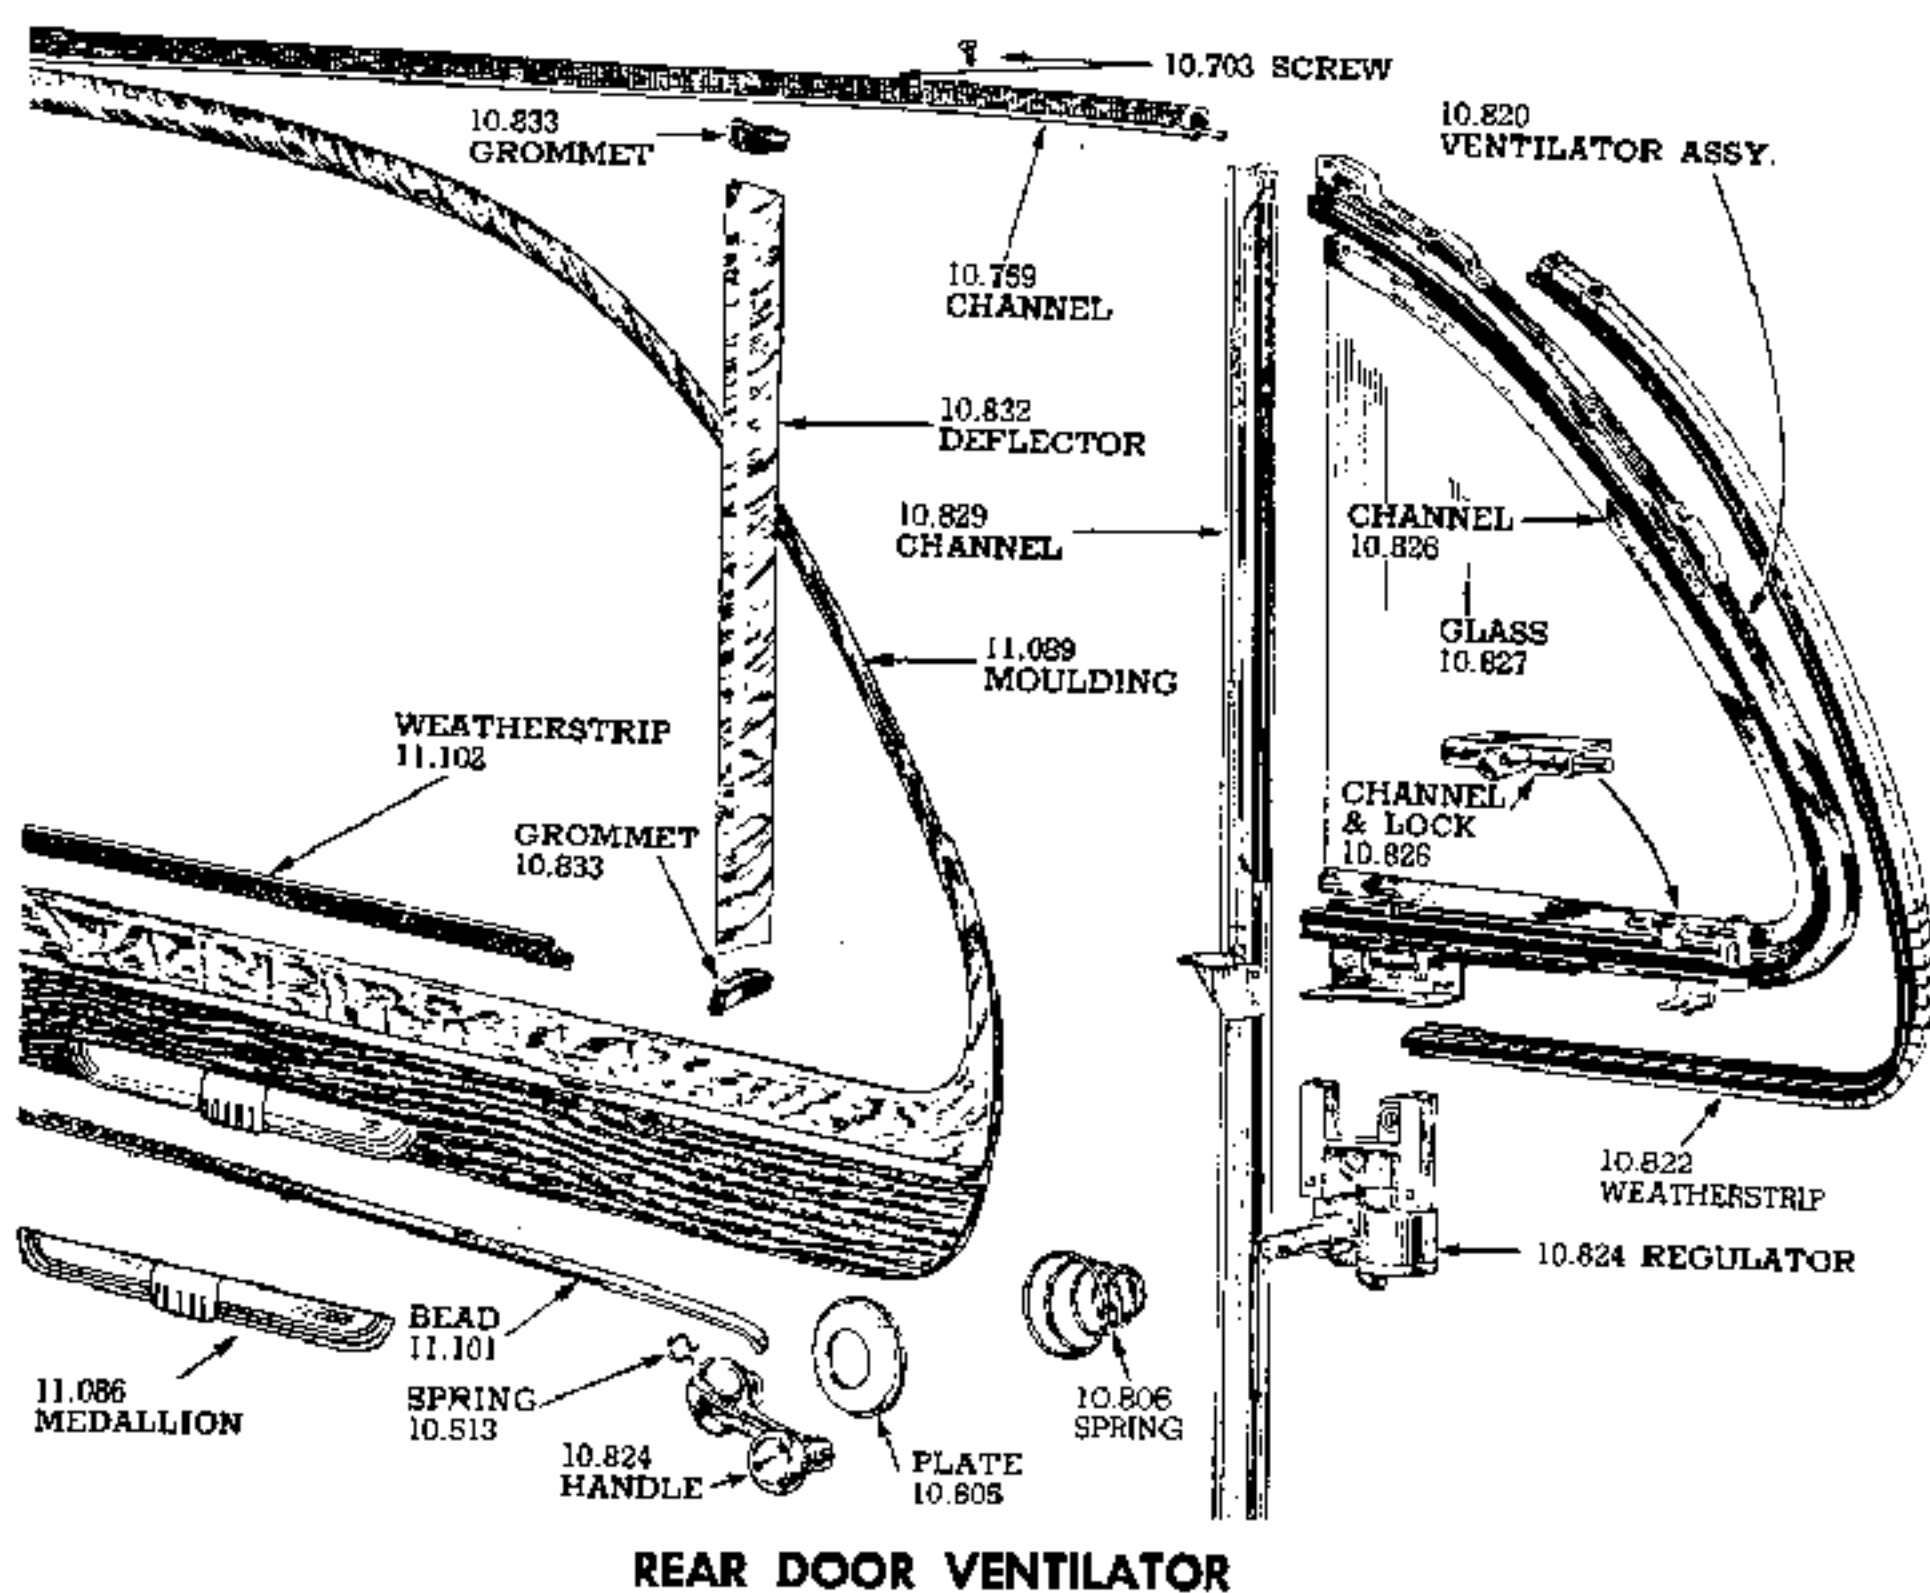 10.703 SCREW
10.833
GROMMET
10.820
VENTILATOR ASSY.
10.759
CHANNEL
10.832
DEFLECTOR
10.829
CHANNEL
CHANNEL
10.826
GLASS
10.827
11.089
MOULDING
WEATHERSTRIP
11.102
CHANNEL
& LOCK
10.826
GROMMET
10.833
10.822
WEATHERSTRIP
10.824 REGULATOR
BEAD
11.101
11.086
MEDALLION
SPRING
10.513
10.806
SPRING
10.824
HANDLE
PLATE
10.805
REAR DOOR VENTILATOR